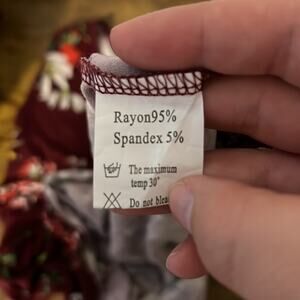 Rayon95%
Spandex 5%
The maximum
temp 30°
Do not